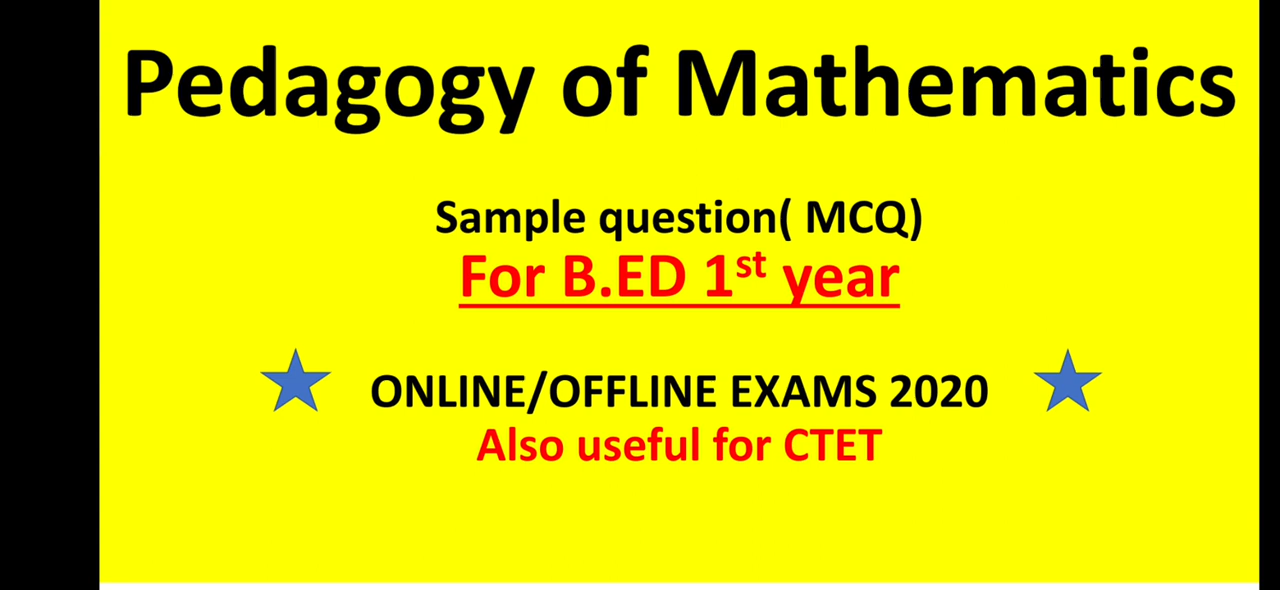 Pedagogy of Mathematics
Sample question( MCQ)
For B.ED 1st year
ONLINE/OFFLINE EXAMS 2020
Also useful for CTET